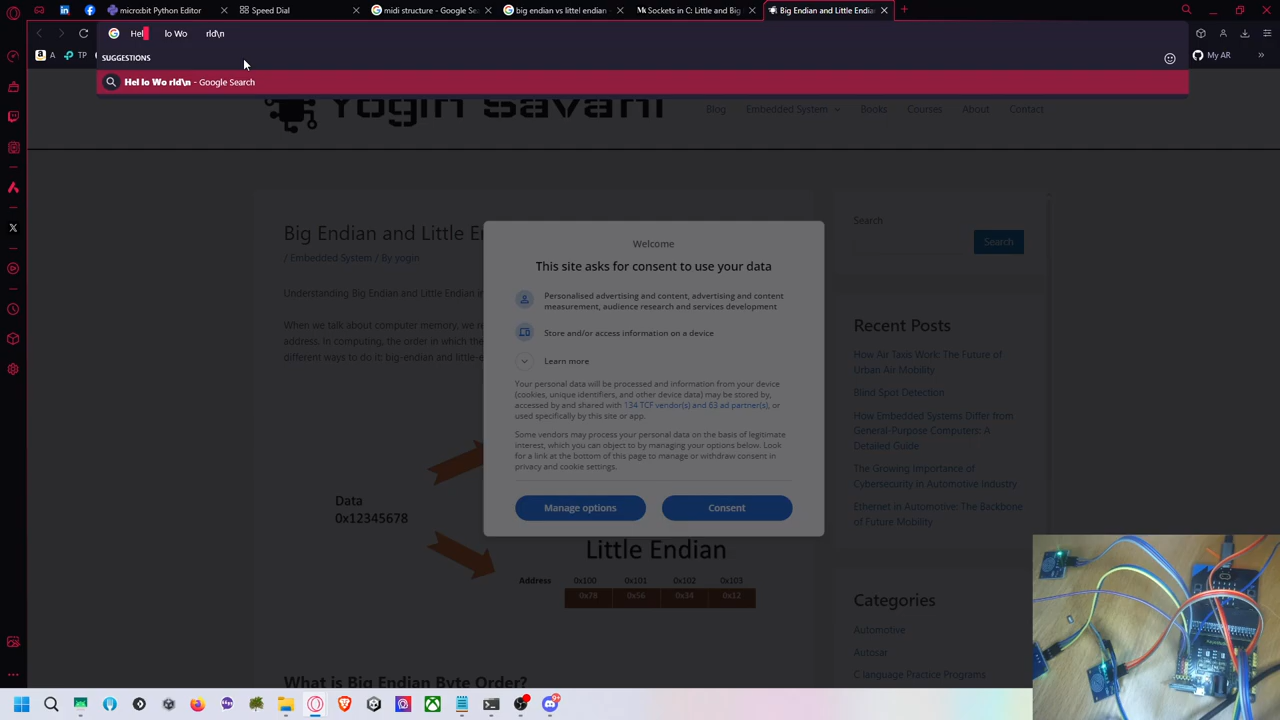 micro:bit Python Editor
Speed Dial
midi structure - Google Se
big endian vs littel endian -
Sockets in C: Little and Big
Big Endian and Little Endian
Hel lo Wo rld\n
A
TP
My AR
SUGGESTIONS
Hel lo Wo rld\n - Google Search
Yogin Savani
Blog
Embedded System
Books
Courses
About
Contact
Big Endian and Little E
/ Embedded System / By yogin
Understanding Big Endian and Little Endian i
When we talk about computer memory, we re
address. In computing, the order in which the
different ways to do it: big-endian and little-e
Welcome
This site asks for consent to use your data
Personalised advertising and content, advertising and content
measurement, audience research and services development
Store and/or access information on a device
Learn more
Your personal data will be processed and information from your device
(cookies, unique identifiers, and other device data) may be stored by,
accessed by and shared with 134 TCF vendor(s) and 63 ad partner(s), or
used specifically by this site or app.
Some vendors may process your personal data on the basis of legitimate
interest, which you can object to by managing your options below. Look
for a link at the bottom of this page to manage or withdraw consent in
privacy and cookie settings.
Manage options
Consent
Data
0x12345678
Little Endian
Address 0x100 0x101 0x102 0x103
0x78 0x56 0x34 0x12
What is Big Endian Byte Order?
Search
Search
Recent Posts
How Air Taxis Work: The Future of
Urban Air Mobility
Blind Spot Detection
How Embedded Systems Differ from
General-Purpose Computers: A
Detailed Guide
The Growing Importance of
Cybersecurity in Automotive Industry
Ethernet in Automotive: The Backbone
of Future Mobility
Categories
Automotive
Autosar
C language Practice Programs